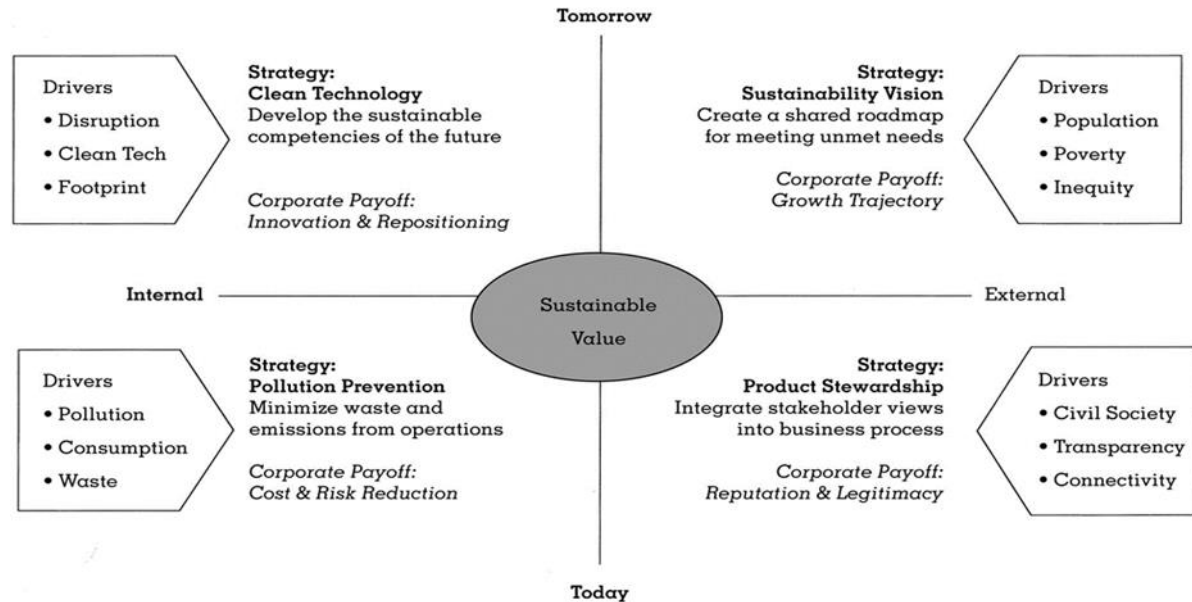 Tomorrow
Drivers
• Disruption
• Clean Tech
• Footprint
Strategy:
Clean Technology
Develop the sustainable
competencies of the future
Corporate Payoff:
Innovation & Repositioning
Strategy:
Sustainability Vision
Create a shared roadmap
for meeting unmet needs
Corporate Payoff:
Growth Trajectory
Drivers
• Population
• Poverty
• Inequity
Internal
Sustainable
Value
External
Drivers
• Pollution
• Consumption
• Waste
Strategy:
Pollution Prevention
Minimize waste and
emissions from operations
Corporate Payoff:
Cost & Risk Reduction
Strategy:
Product Stewardship
Integrate stakeholder views
into business process
Corporate Payoff:
Reputation & Legitimacy
Drivers
• Civil Society
• Transparency
• Connectivity
Today